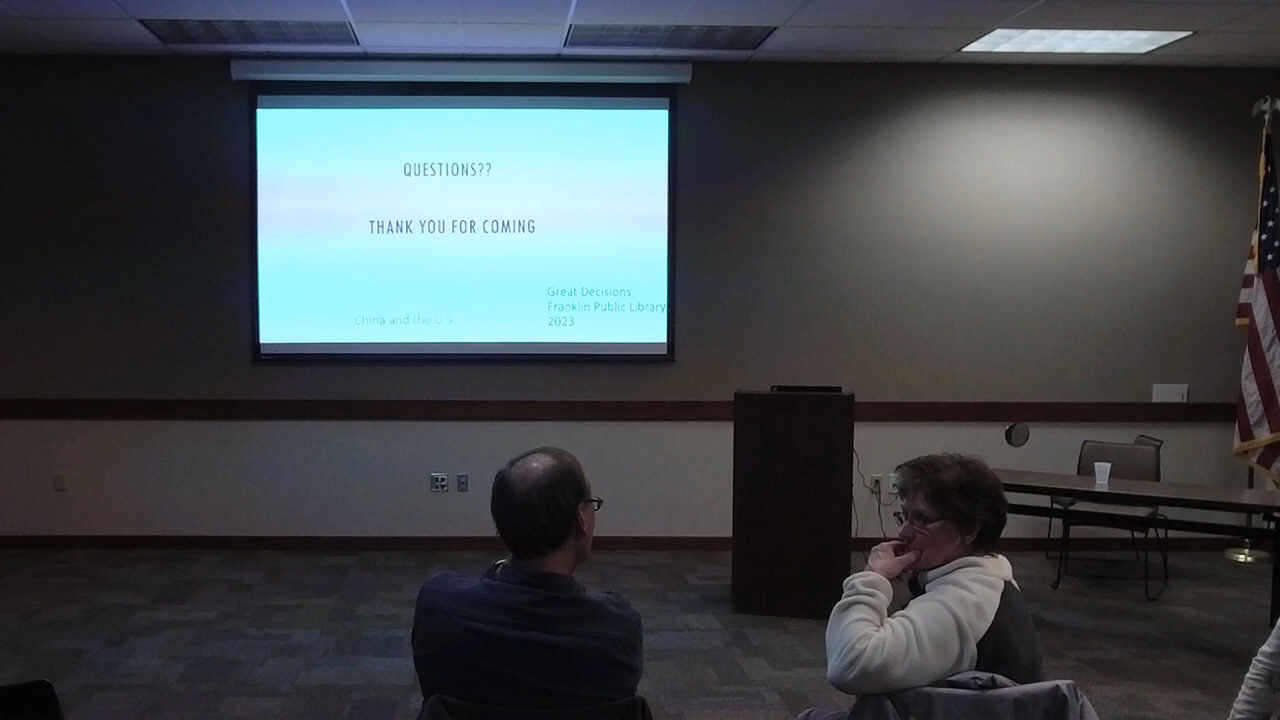 QUESTIONS??
THANK YOU FOR COMING
Great Decisions
Franklin Public Library
2023
China and the U.S.